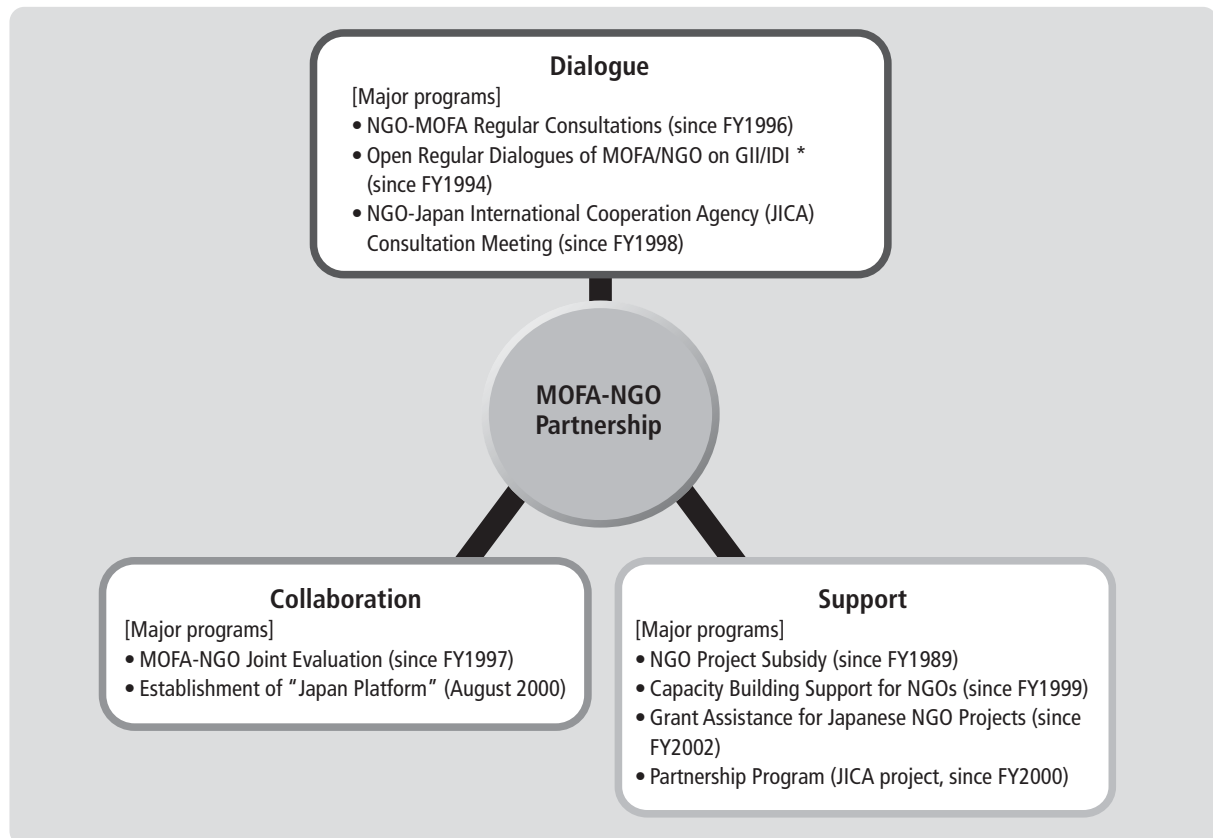 Dialogue
[Major programs]
• NGO-MOFA Regular Consultations (since FY1996)
• Open Regular Dialogues of MOFA/NGO on GII/IDI *
(since FY1994)
• NGO-Japan International Cooperation Agency (JICA)
Consultation Meeting (since FY1998)
MOFA-NGO
Partnership
Collaboration
[Major programs]
• MOFA-NGO Joint Evaluation (since FY1997)
• Establishment of “Japan Platform” (August 2000)
Support
[Major programs]
• NGO Project Subsidy (since FY1989)
• Capacity Building Support for NGOs (since FY1999)
• Grant Assistance for Japanese NGO Projects (since
FY2002)
• Partnership Program (JICA project, since FY2000)